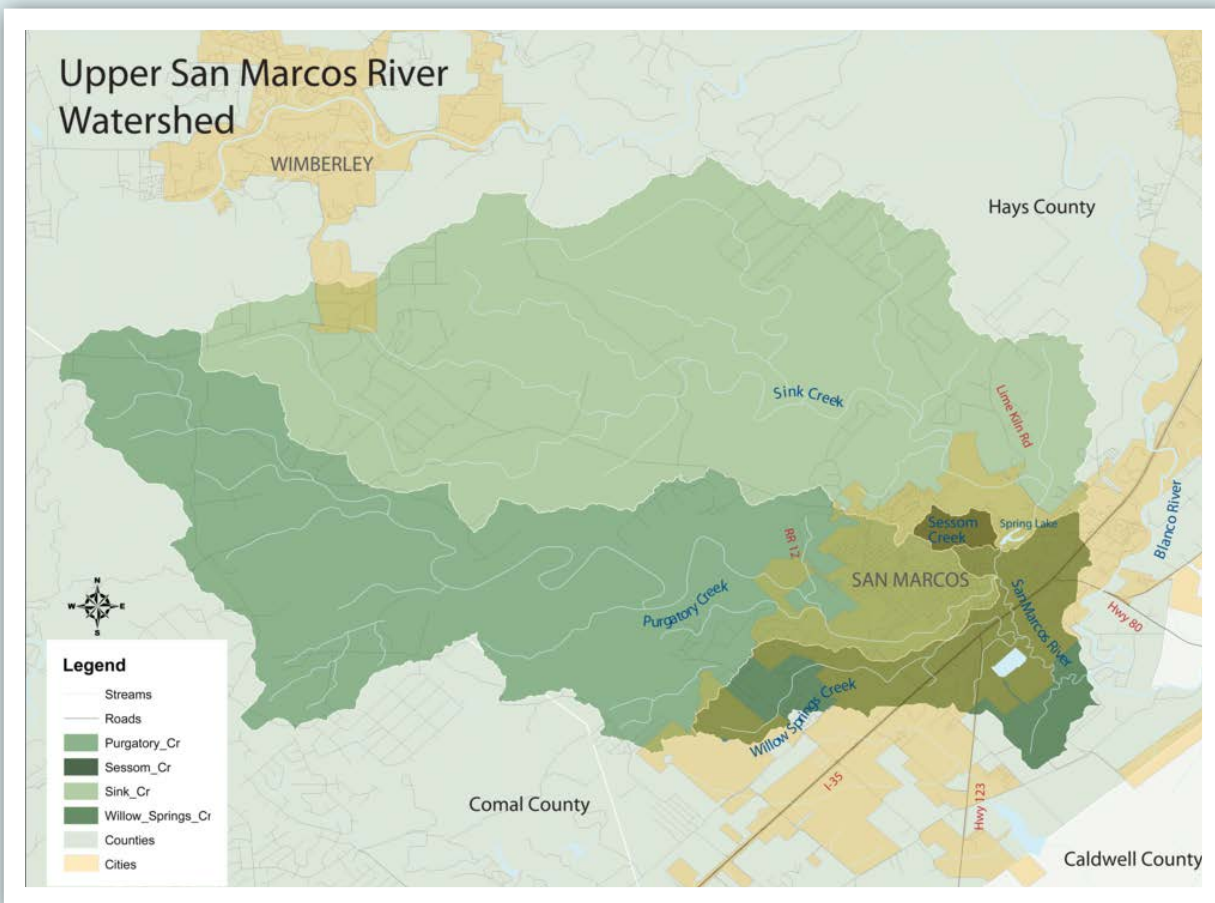 Upper San Marcos River
Watershed
WIMBERLEY
Hays County
Sink Creek
Lime Kiln Rd
Blanco River
Sessom
Creek
Spring Lake
RR 12
SAN MARCOS
Purgatory Creek
San Marcos River
Hwy 80
N
W
E
S
Willow Springs Creek
I-35
Hwy 123
Comal County
Caldwell County
Legend
Streams
Roads
Purgatory_Cr
Sessom_Cr
Sink_Cr
Willow_Springs_Cr
Counties
Cities